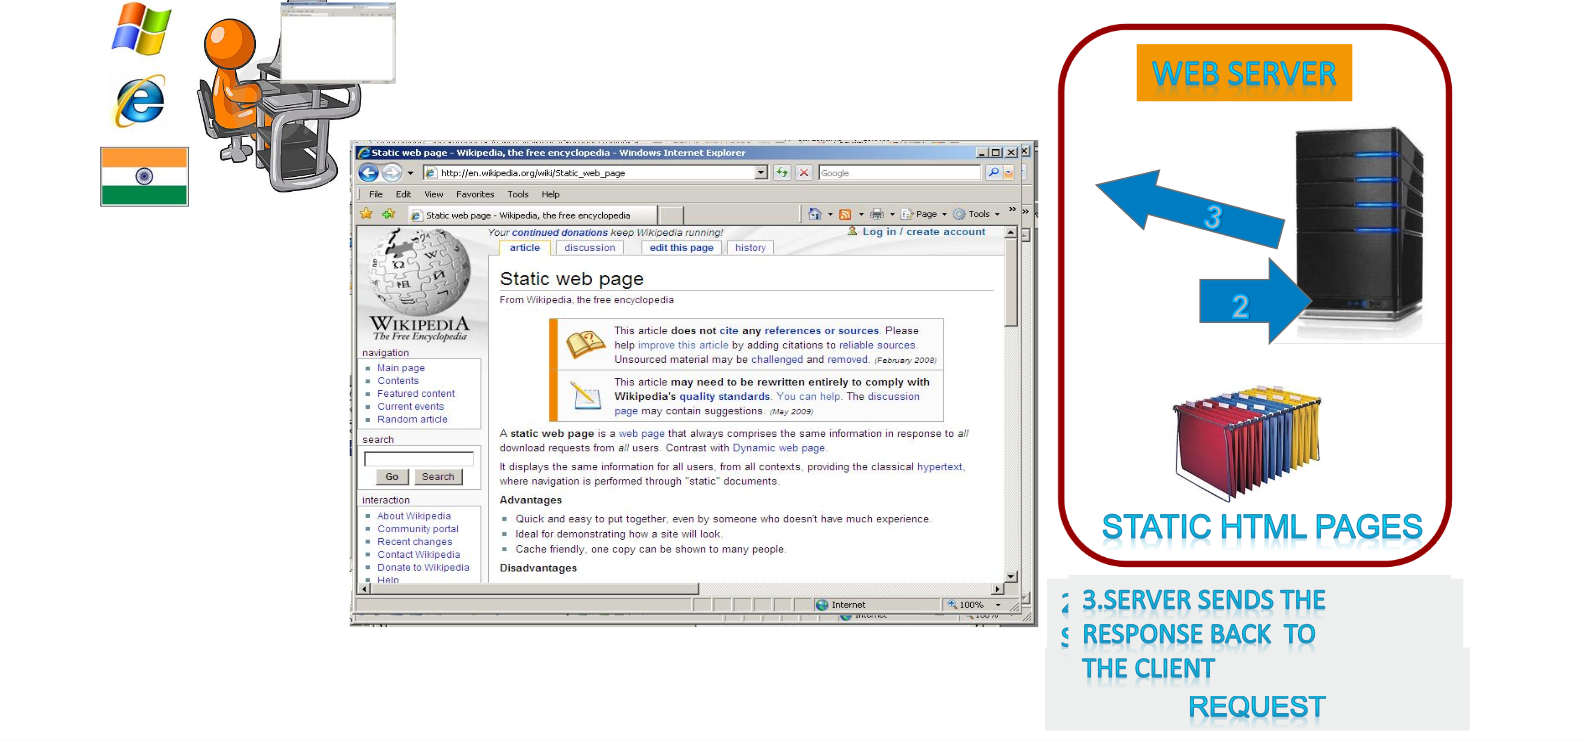 Static web page - Wikipedia, the free encyclopedia - Windows Internet Explorer
http://en.wikipedia.org/wiki/Static_web_page
Google
File Edit View Favorites Tools Help
Static web page - Wikipedia, the free encyclopedia
Page Tools
Your continued donations keep Wikipedia running!
Log in / create account
article discussion edit this page history
WIKIPEDIA
The Free Encyclopedia
navigation
Main page
Contents
Featured content
Current events
Random article
search
Go Search
interaction
About Wikipedia
Community portal
Recent changes
Contact Wikipedia
Donate to Wikipedia
Help
Static web page
From Wikipedia, the free encyclopedia
This article does not cite any references or sources. Please
help improve this article by adding citations to reliable sources.
Unsourced material may be challenged and removed. (February 2008)
This article may need to be rewritten entirely to comply with
Wikipedia's quality standards. You can help. The discussion
page may contain suggestions. (May 2009)
A static web page is a web page that always comprises the same information in response to all
download requests from all users. Contrast with Dynamic web page.
It displays the same information for all users, from all contexts, providing the classical hypertext,
where navigation is performed through "static" documents.
Advantages
Quick and easy to put together, even by someone who doesn't have much experience.
Ideal for demonstrating how a site will look.
Cache friendly, one copy can be shown to many people.
Disadvantages
Internet 100%
WEB SERVER
3
2
STATIC HTML PAGES
3.SERVER SENDS THE
RESPONSE BACK TO
THE CLIENT
REQUEST